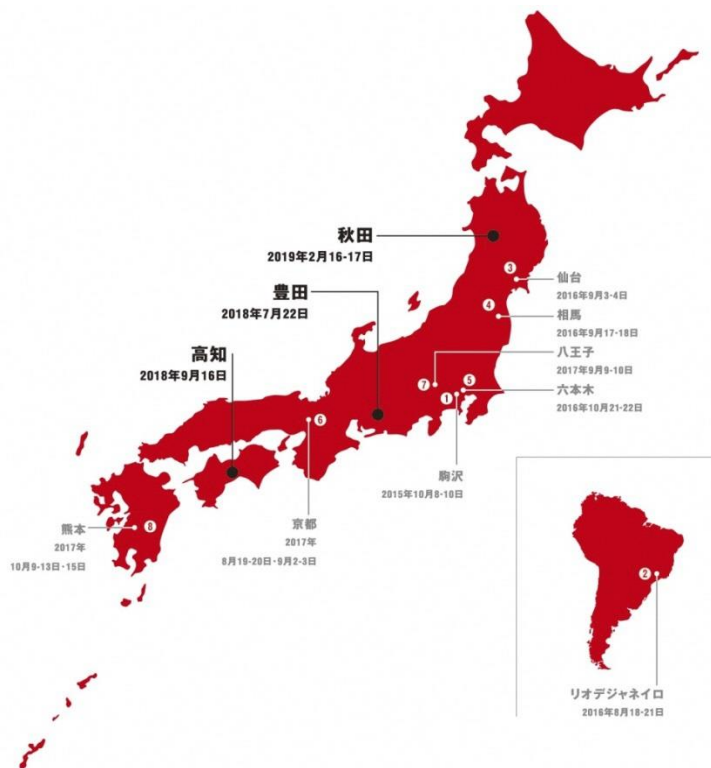 秋田
2019年2月16-17日
豊田
2018年7月22日
高知
2018年9月16日
3
仙台
2016年9月3-4日
4
相馬
2016年9月17-18日
八王子
2017年9月9-10日
7
5
六本木
2016年10月21-22日
1
駒沢
2015年10月8-10日
6
京都
2017年
8月19-20日・9月2-3日
8
熊本
2017年
10月9-13日・15日
2
リオデジャネイロ
2016年8月18-21日